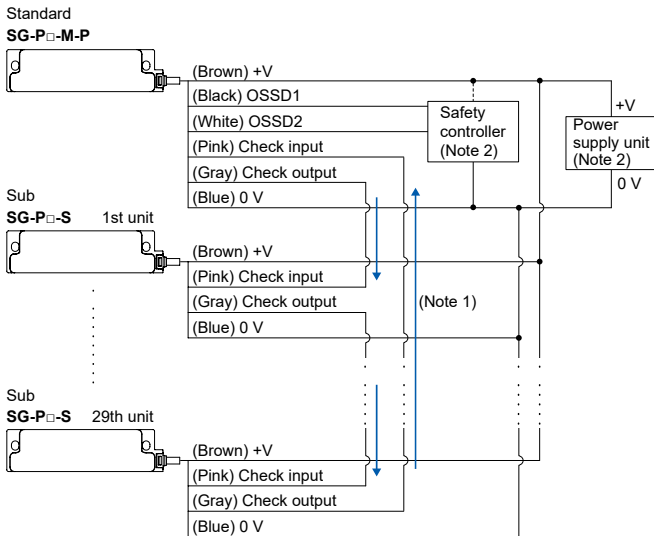 Standard
SG-P□-M-P
(Brown) +V
(Black) OSSD1
(White) OSSD2
(Pink) Check input
(Gray) Check output
(Blue) 0 V
Safety
controller
(Note 2)
+V
Power
supply unit
(Note 2)
0 V
Sub
SG-P□-S 1st unit
(Brown) +V
(Pink) Check input
(Gray) Check output
(Blue) 0 V
(Note 1)
Sub
SG-P□-S 29th unit
(Brown) +V
(Pink) Check input
(Gray) Check output
(Blue) 0 V